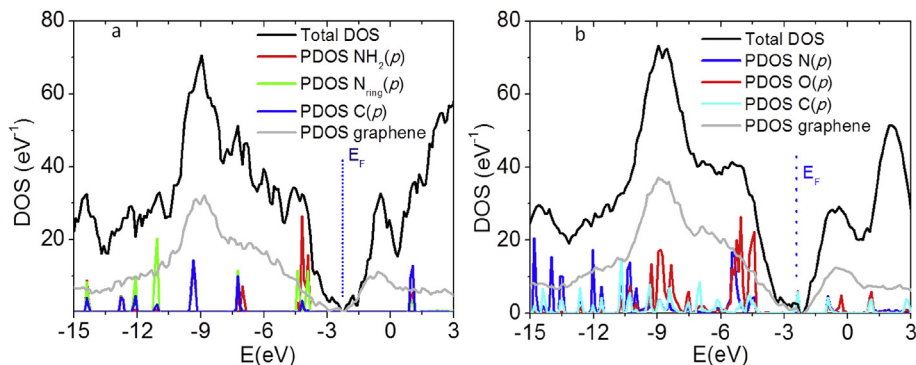 a
Total DOS
PDOS NH2(p)
PDOS Nring(p)
PDOS C(p)
PDOS graphene
EF
80
60
40
20
0
DOS (eV-1)
-15 -12 -9 -6 -3 0 3
E(eV)
b
Total DOS
PDOS N(p)
PDOS O(p)
PDOS C(p)
PDOS graphene
EF
80
60
40
20
0
DOS (eV-1)
-15 -12 -9 -6 -3 0 3
E(eV)